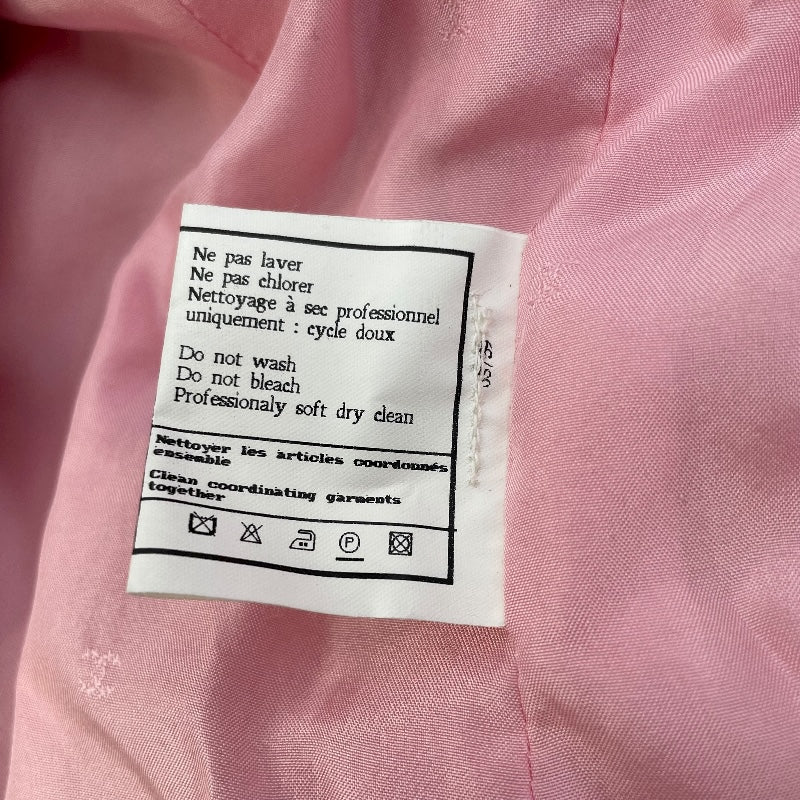 Ne pas laver
Ne pas chlorer
Nettoyage à sec professionnel
uniquement : cycle doux
Do not wash
Do not bleach
Professionaly soft dry clean
Nettoyer les articles coordonnés
ensemble
Clean coordinating garments
together
P